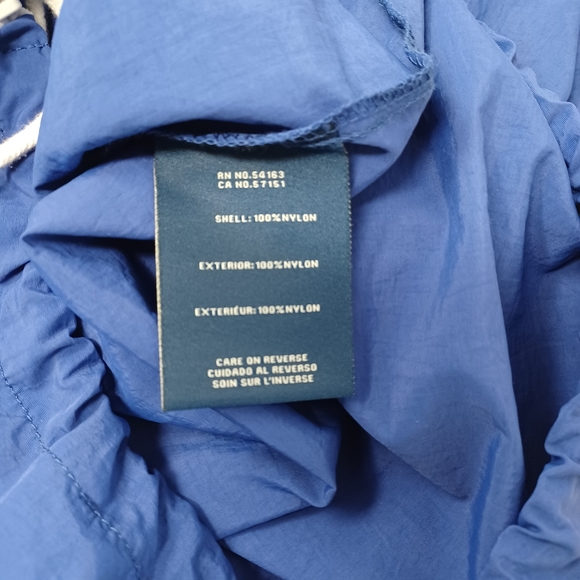 RN NO.54163
CA NO.57151
SHELL: 100%NYLON
EXTERIOR: 100%NYLON
EXTERIÉUR: 100%NYLON
CARE ON REVERSE
CUIDADO AL REVERSO
SOIN SUR L'INVERSE